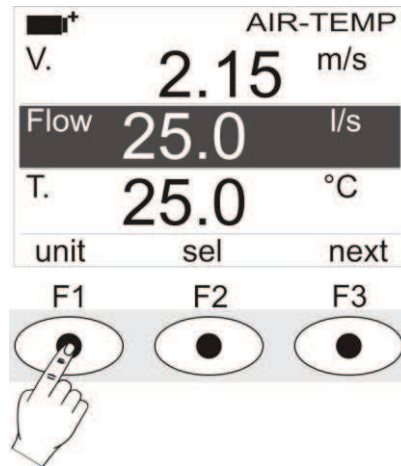 AIR-TEMP
V. 2.15 m/s
Flow 25.0 l/s
T. 25.0 °C
unit sel next
F1 F2 F3